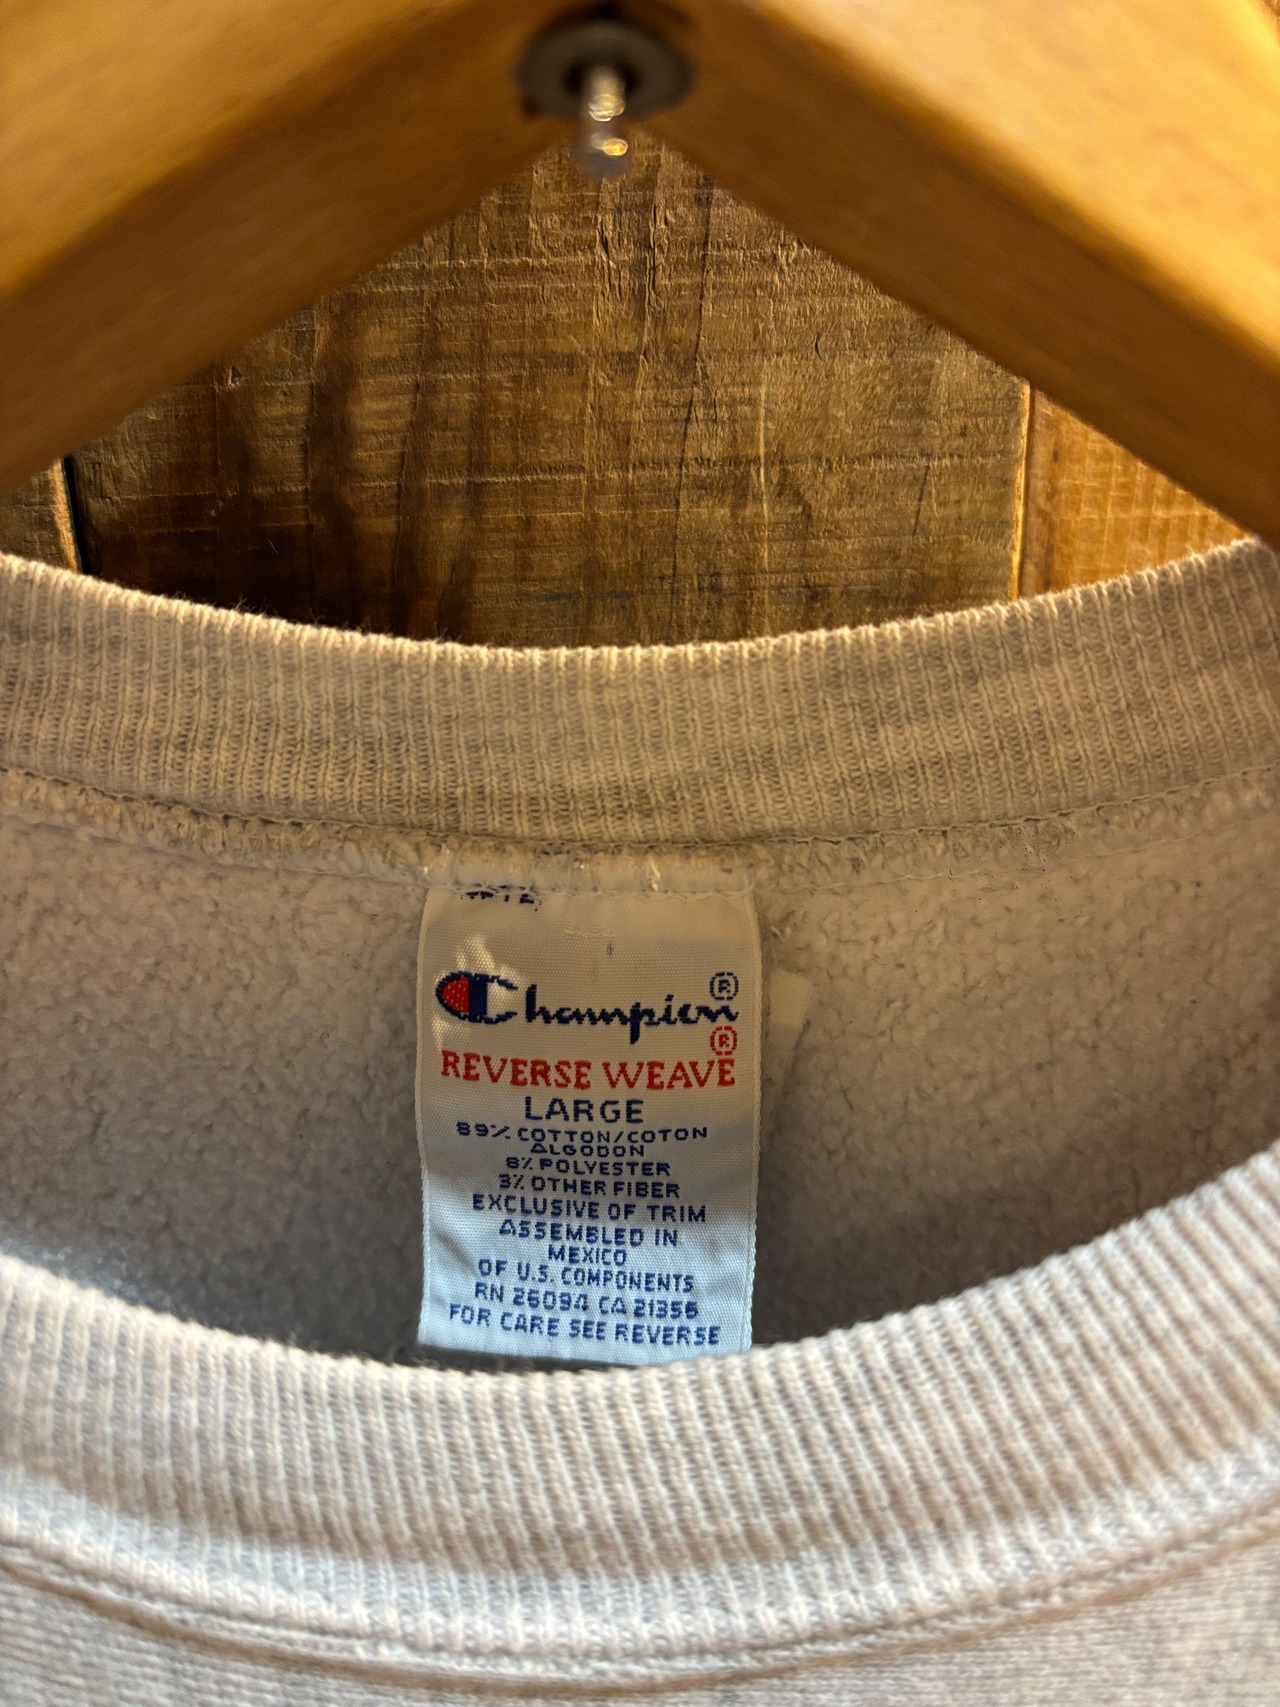 Champion®
REVERSE WEAVE®
LARGE
89% COTTON/COTON
ALGODON
8% POLYESTER
3% OTHER FIBER
EXCLUSIVE OF TRIM
ASSEMBLED IN
MEXICO
OF U.S. COMPONENTS
RN 26094 CA 21356
FOR CARE SEE REVERSE